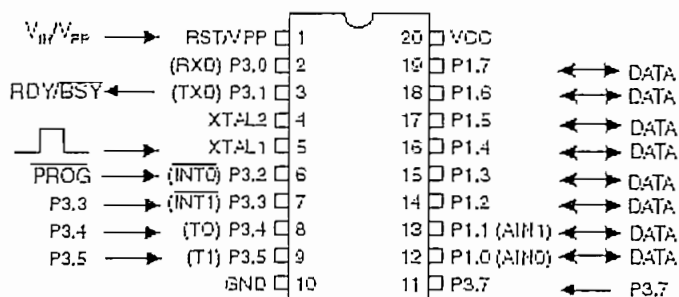 VIH/VPP RST/VPP 1 20 VCC
(RXD) P3.0 2 19 P1.7 DATA
RDY/BSY (TXD) P3.1 3 18 P1.6 DATA
XTAL2 4 17 P1.5 DATA
XTAL1 5 16 P1.4 DATA
PROG (INT0) P3.2 6 15 P1.3 DATA
P3.3 (INT1) P3.3 7 14 P1.2 DATA
P3.4 (TO) P3.4 8 13 P1.1 (AIN1) DATA
P3.5 (T1) P3.5 9 12 P1.0 (AIN0) DATA
GND 10 11 P3.7 P3.7